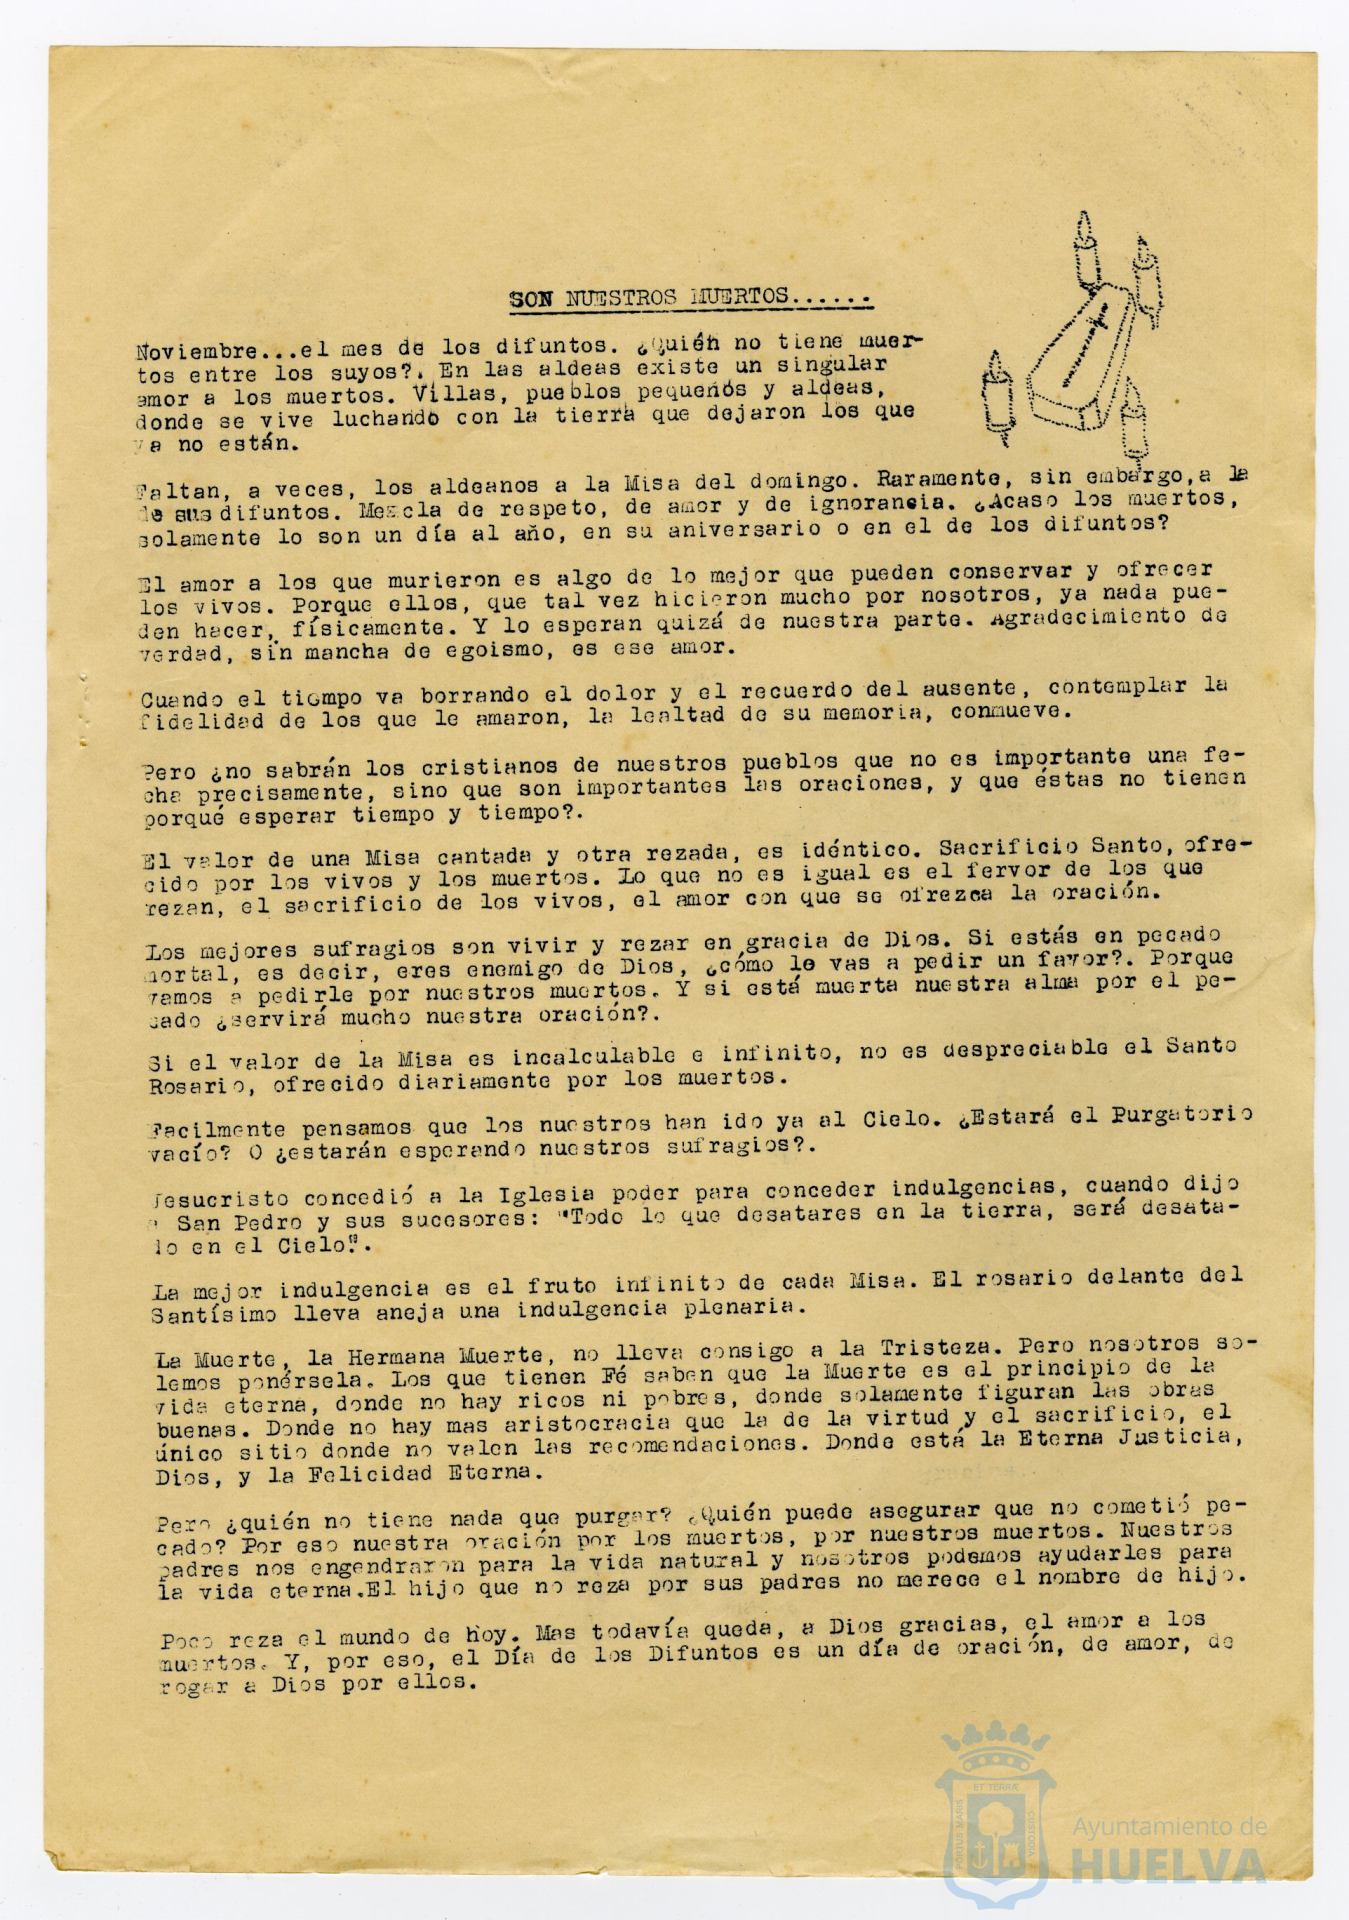 SON NUESTROS MUERTOS......
Noviembre...el mes de los difuntos. ¿Quién no tiene muer-
tos entre los suyos?. En las aldeas existe un singular
amor a los muertos. Villas, pueblos pequeños y aldeas,
donde se vive luchando con la tierra que dejaron los que
ya no están.
Faltan, a veces, los aldeanos a la Misa del domingo. Raramente, sin embargo, a la
de sus difuntos. Mezcla de respeto, de amor y de ignorancia. ¿Acaso los muertos,
solamente lo son un día al año, en su aniversario o en el de los difuntos?
El amor a los que murieron es algo de lo mejor que pueden conservar y ofrecer
los vivos. Porque ellos, que tal vez hicieron mucho por nosotros, ya nada pue-
den hacer, físicamente. Y lo esperan quizá de nuestra parte. Agradecimiento de
verdad, sin mancha de egoismo, es ese amor.
Cuando el tiempo va borrando el dolor y el recuerdo del ausente, contemplar la
fidelidad de los que le amaron, la lealtad de su memoria, conmueve.
Pero ¿no sabrán los cristianos de nuestros pueblos que no es importante una fe-
cha precisamente, sino que son importantes las oraciones, y que éstas no tienen
porqué esperar tiempo y tiempo?.
El valor de una Misa cantada y otra rezada, es idéntico. Sacrificio Santo, ofre-
cido por los vivos y los muertos. Lo que no es igual es el fervor de los que
rezan, el sacrificio de los vivos, el amor con que se ofrezca la oración.
Los mejores sufragios son vivir y rezar en gracia de Dios. Si estás en pecado
mortal, es decir, eres enemigo de Dios, ¿cómo le vas a pedir un favor?. Porque
vamos a pedirle por nuestros muertos. Y si está muerta nuestra alma por el pe-
cado ¿servirá mucho nuestra oración?.
Si el valor de la Misa es incalculable e infinito, no es despreciable el Santo
Rosario, ofrecido diariamente por los muertos.
Facilmente pensamos que los nuestros han ido ya al Cielo. ¿Estará el Purgatorio
vacío? O ¿estarán esperando nuestros sufragios?.
Jesucristo concedió a la Iglesia poder para conceder indulgencias, cuando dijo
a San Pedro y sus sucesores: "Todo lo que desatares en la tierra, será desata-
do en el Cielo".
La mejor indulgencia es el fruto infinito de cada Misa. El rosario delante del
Santísimo lleva aneja una indulgencia plenaria.
La Muerte, la Hermana Muerte, no lleva consigo a la Tristeza. Pero nosotros so-
lemos ponérsela. Los que tienen Fé saben que la Muerte es el principio de la
vida eterna, donde no hay ricos ni pobres, donde solamente figuran las obras
buenas. Donde no hay mas aristocracia que la de la virtud y el sacrificio, el
único sitio donde no valen las recomendaciones. Donde está la Eterna Justicia,
Dios, y la Felicidad Eterna.
Pero ¿quién no tiene nada que purgar? ¿Quién puede asegurar que no cometió pe-
cado? Por eso nuestra oración por los muertos, por nuestros muertos. Nuestros
padres nos engendraron para la vida natural y nosotros podemos ayudarles para
la vida eterna.El hijo que no reza por sus padres no merece el nombre de hijo.
Poco reza el mundo de hoy. Mas todavía queda, a Dios gracias, el amor a los
muertos. Y, por eso, el Día de los Difuntos es un día de oración, de amor, de
rogar a Dios por ellos.
ET TERRÆ
PORTUS MARIS
CUSTODIA
Ayuntamiento de
HUELVA